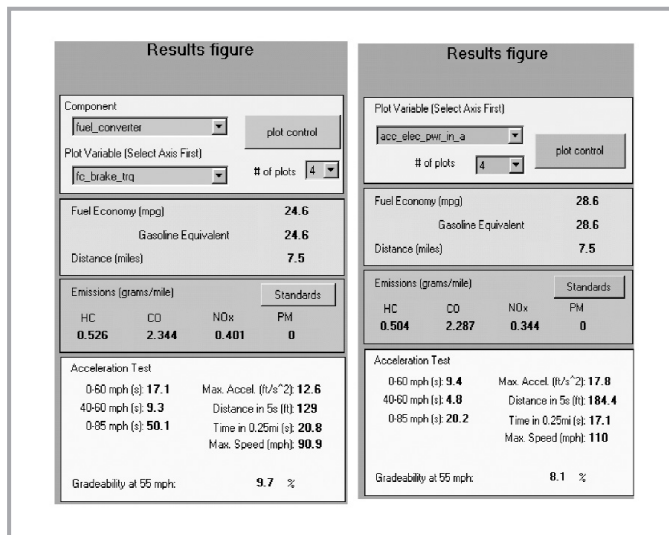 Results figure
Component
fuel_converter
plot control
Plot Variable (Select Axis First)
fc_brake_trq
# of plots 4
Fuel Economy (mpg) 24.6
Gasoline Equivalent 24.6
Distance (miles) 7.5
Emissions (grams/mile) Standards
HC CO NOx PM
0.526 2.344 0.401 0
Acceleration Test
0-60 mph (s): 17.1 Max. Accel. (ft/s^2): 12.6
40-60 mph (s): 9.3 Distance in 5s (ft): 129
0-85 mph (s): 50.1 Time in 0.25mi (s): 20.8
Max. Speed (mph): 90.9
Gradeability at 55 mph: 9.7 %
Results figure
Plot Variable (Select Axis First)
acc_elec_pwr_in_a
# of plots 4
plot control
Fuel Economy (mpg) 28.6
Gasoline Equivalent 28.6
Distance (miles) 7.5
Emissions (grams/mile) Standards
HC CO NOx PM
0.504 2.287 0.344 0
Acceleration Test
0-60 mph (s): 9.4 Max. Accel. (ft/s^2): 17.8
40-60 mph (s): 4.8 Distance in 5s (ft): 184.4
0-85 mph (s): 20.2 Time in 0.25mi (s): 17.1
Max. Speed (mph): 110
Gradeability at 55 mph: 8.1 %